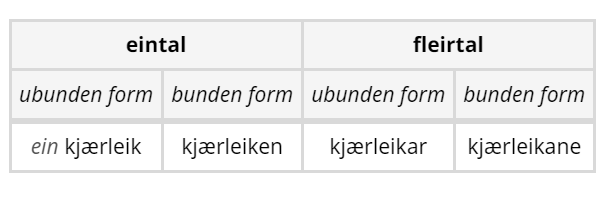 eintal fleirtal
ubunden form bunden form ubunden form bunden form
ein kjærleik kjærleiken kjærleikar kjærleikane